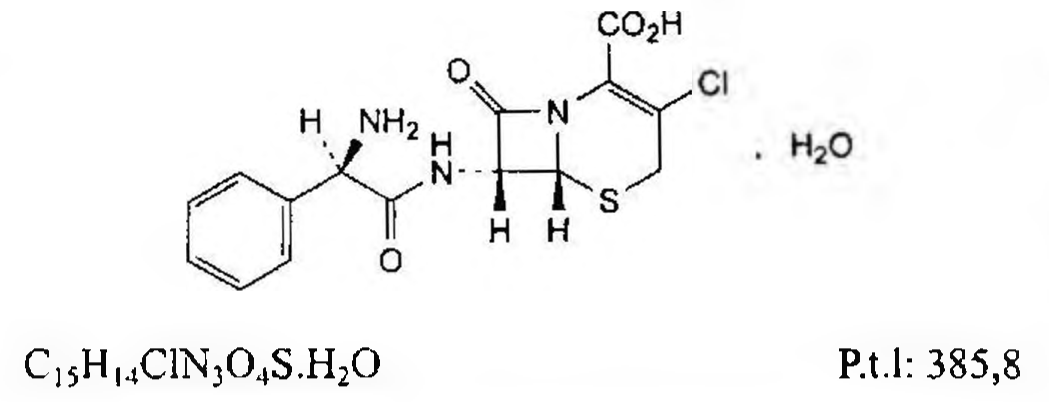 CO₂H
O
N
Cl
H NH₂
H
N
. H₂O
S
H H
O
C₁₅H₁₄ClN₃O₄S.H₂O P.t.l: 385,8